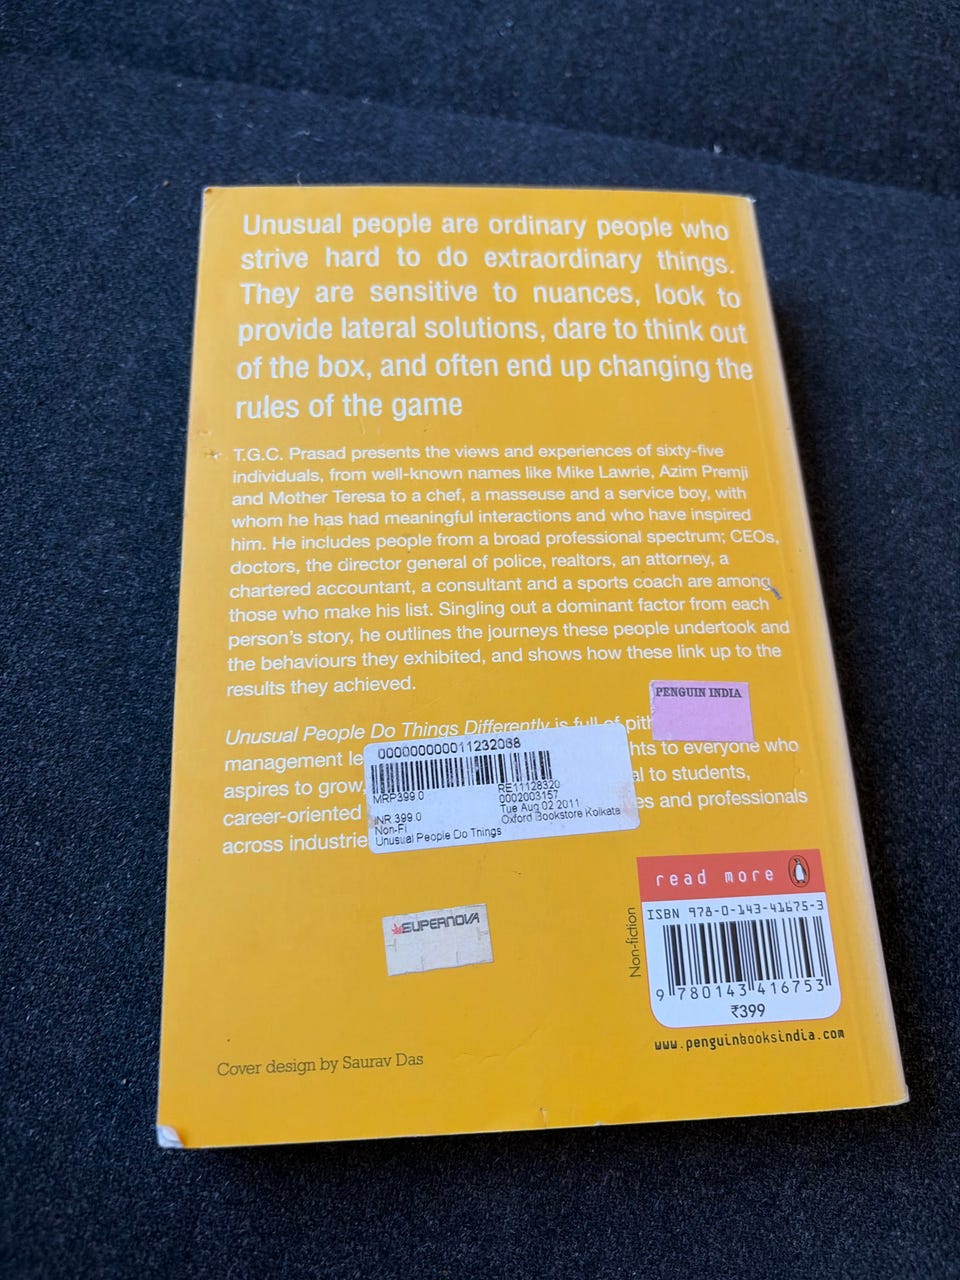 Unusual people are ordinary people who
strive hard to do extraordinary things.
They are sensitive to nuances, look to
provide lateral solutions, dare to think out
of the box, and often end up changing the
rules of the game
T.G.C. Prasad presents the views and experiences of sixty-five
individuals, from well-known names like Mike Lawrie, Azim Premji
and Mother Teresa to a chef, a masseuse and a service boy, with
whom he has had meaningful interactions and who have inspired
him. He includes people from a broad professional spectrum; CEOs,
doctors, the director general of police, realtors, an attorney, a
chartered accountant, a consultant and a sports coach are among
those who make his list. Singling out a dominant factor from each
person's story, he outlines the journeys these people undertook and
the behaviours they exhibited, and shows how these link up to the
results they achieved.
PENGUIN INDIA
Unusual People Do Things Differently is full of pith
management le hts to everyone who
aspires to grow, al to students,
career-oriented es and professionals
across industrie
000000000011232088
MRP399.0 RE11128320
0002003157
INR 399.0 Tue Aug 02 2011
Non-Fi Oxford Bookstore Kolkata
Unusual People Do Things
read more
SUPERNOVA
Non-fiction
ISBN 978-0-143-41675-3
9 780143 416753
₹399
www.penguinbooksindia.com
Cover design by Saurav Das